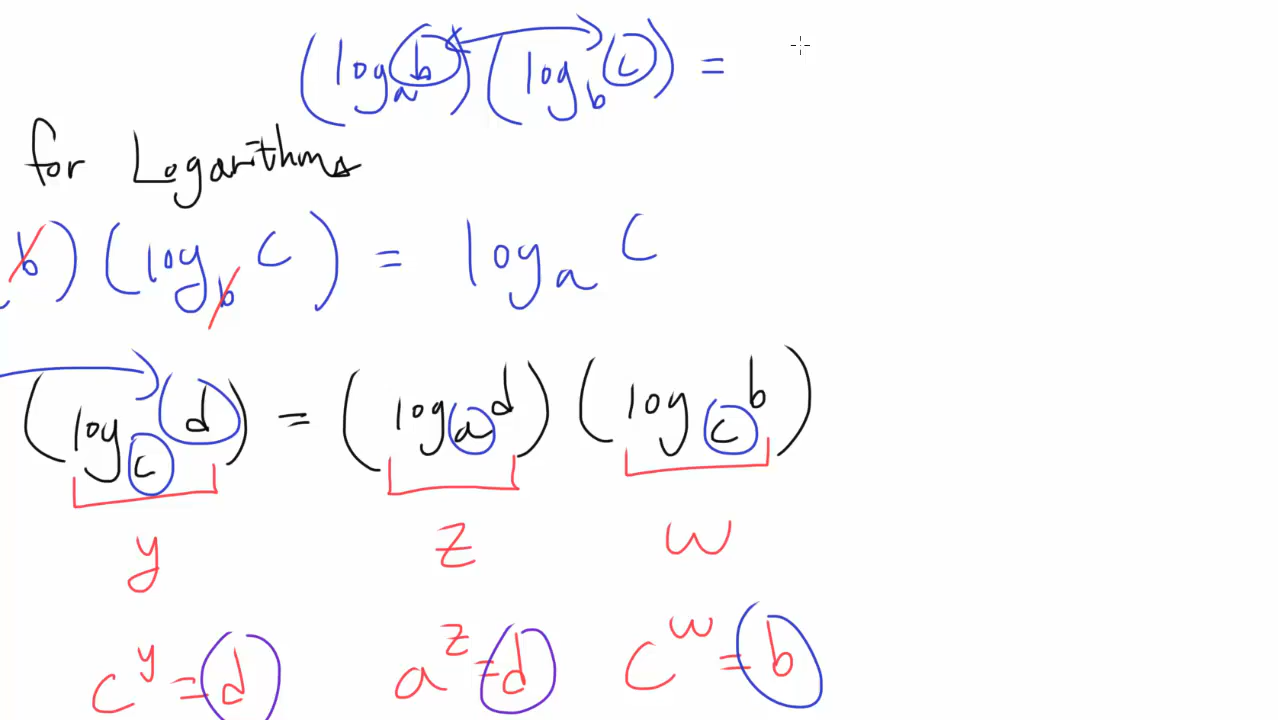 (log_a b)(log_b c) =
for Logarithms
b)(log_b c) = log_a c
(log_c d) = (log_a d)(log_c b)
y z w
c^y = d a^z = d c^w = b